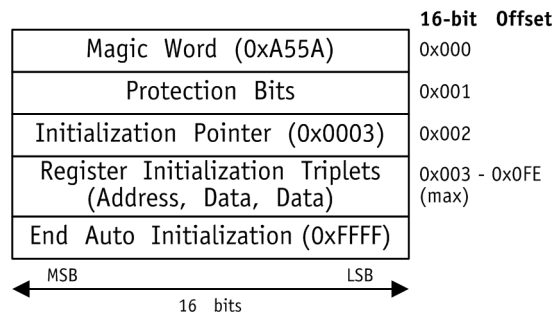 16-bit Offset
Magic Word (0xA55A) 0x000
Protection Bits 0x001
Initialization Pointer (0x0003) 0x002
Register Initialization Triplets 0x003 - 0x0FE
(Address, Data, Data) (max)
End Auto Initialization (0xFFFF)
MSB LSB
16 bits